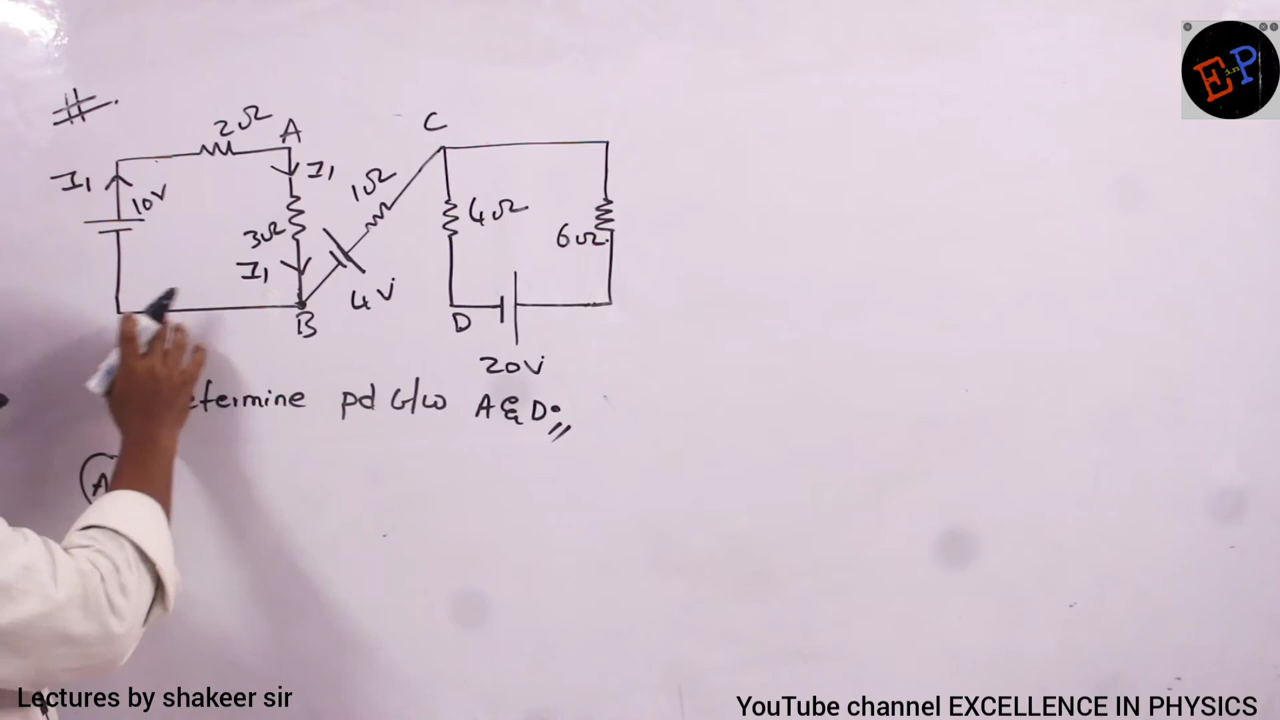 #.
2Ω A
C
I₁ 10V
I₁
1Ω
3Ω
4Ω
6Ω
I₁
4V
B
D
20V
pd b/w A & D.
A
E in P
Lectures by shakeer sir
YouTube channel EXCELLENCE IN PHYSICS